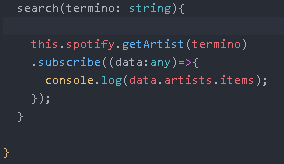 search(termino: string){
this.spotify.getArtist(termino)
.subscribe((data:any)=>{
console.log(data.artists.items);
});
}
}